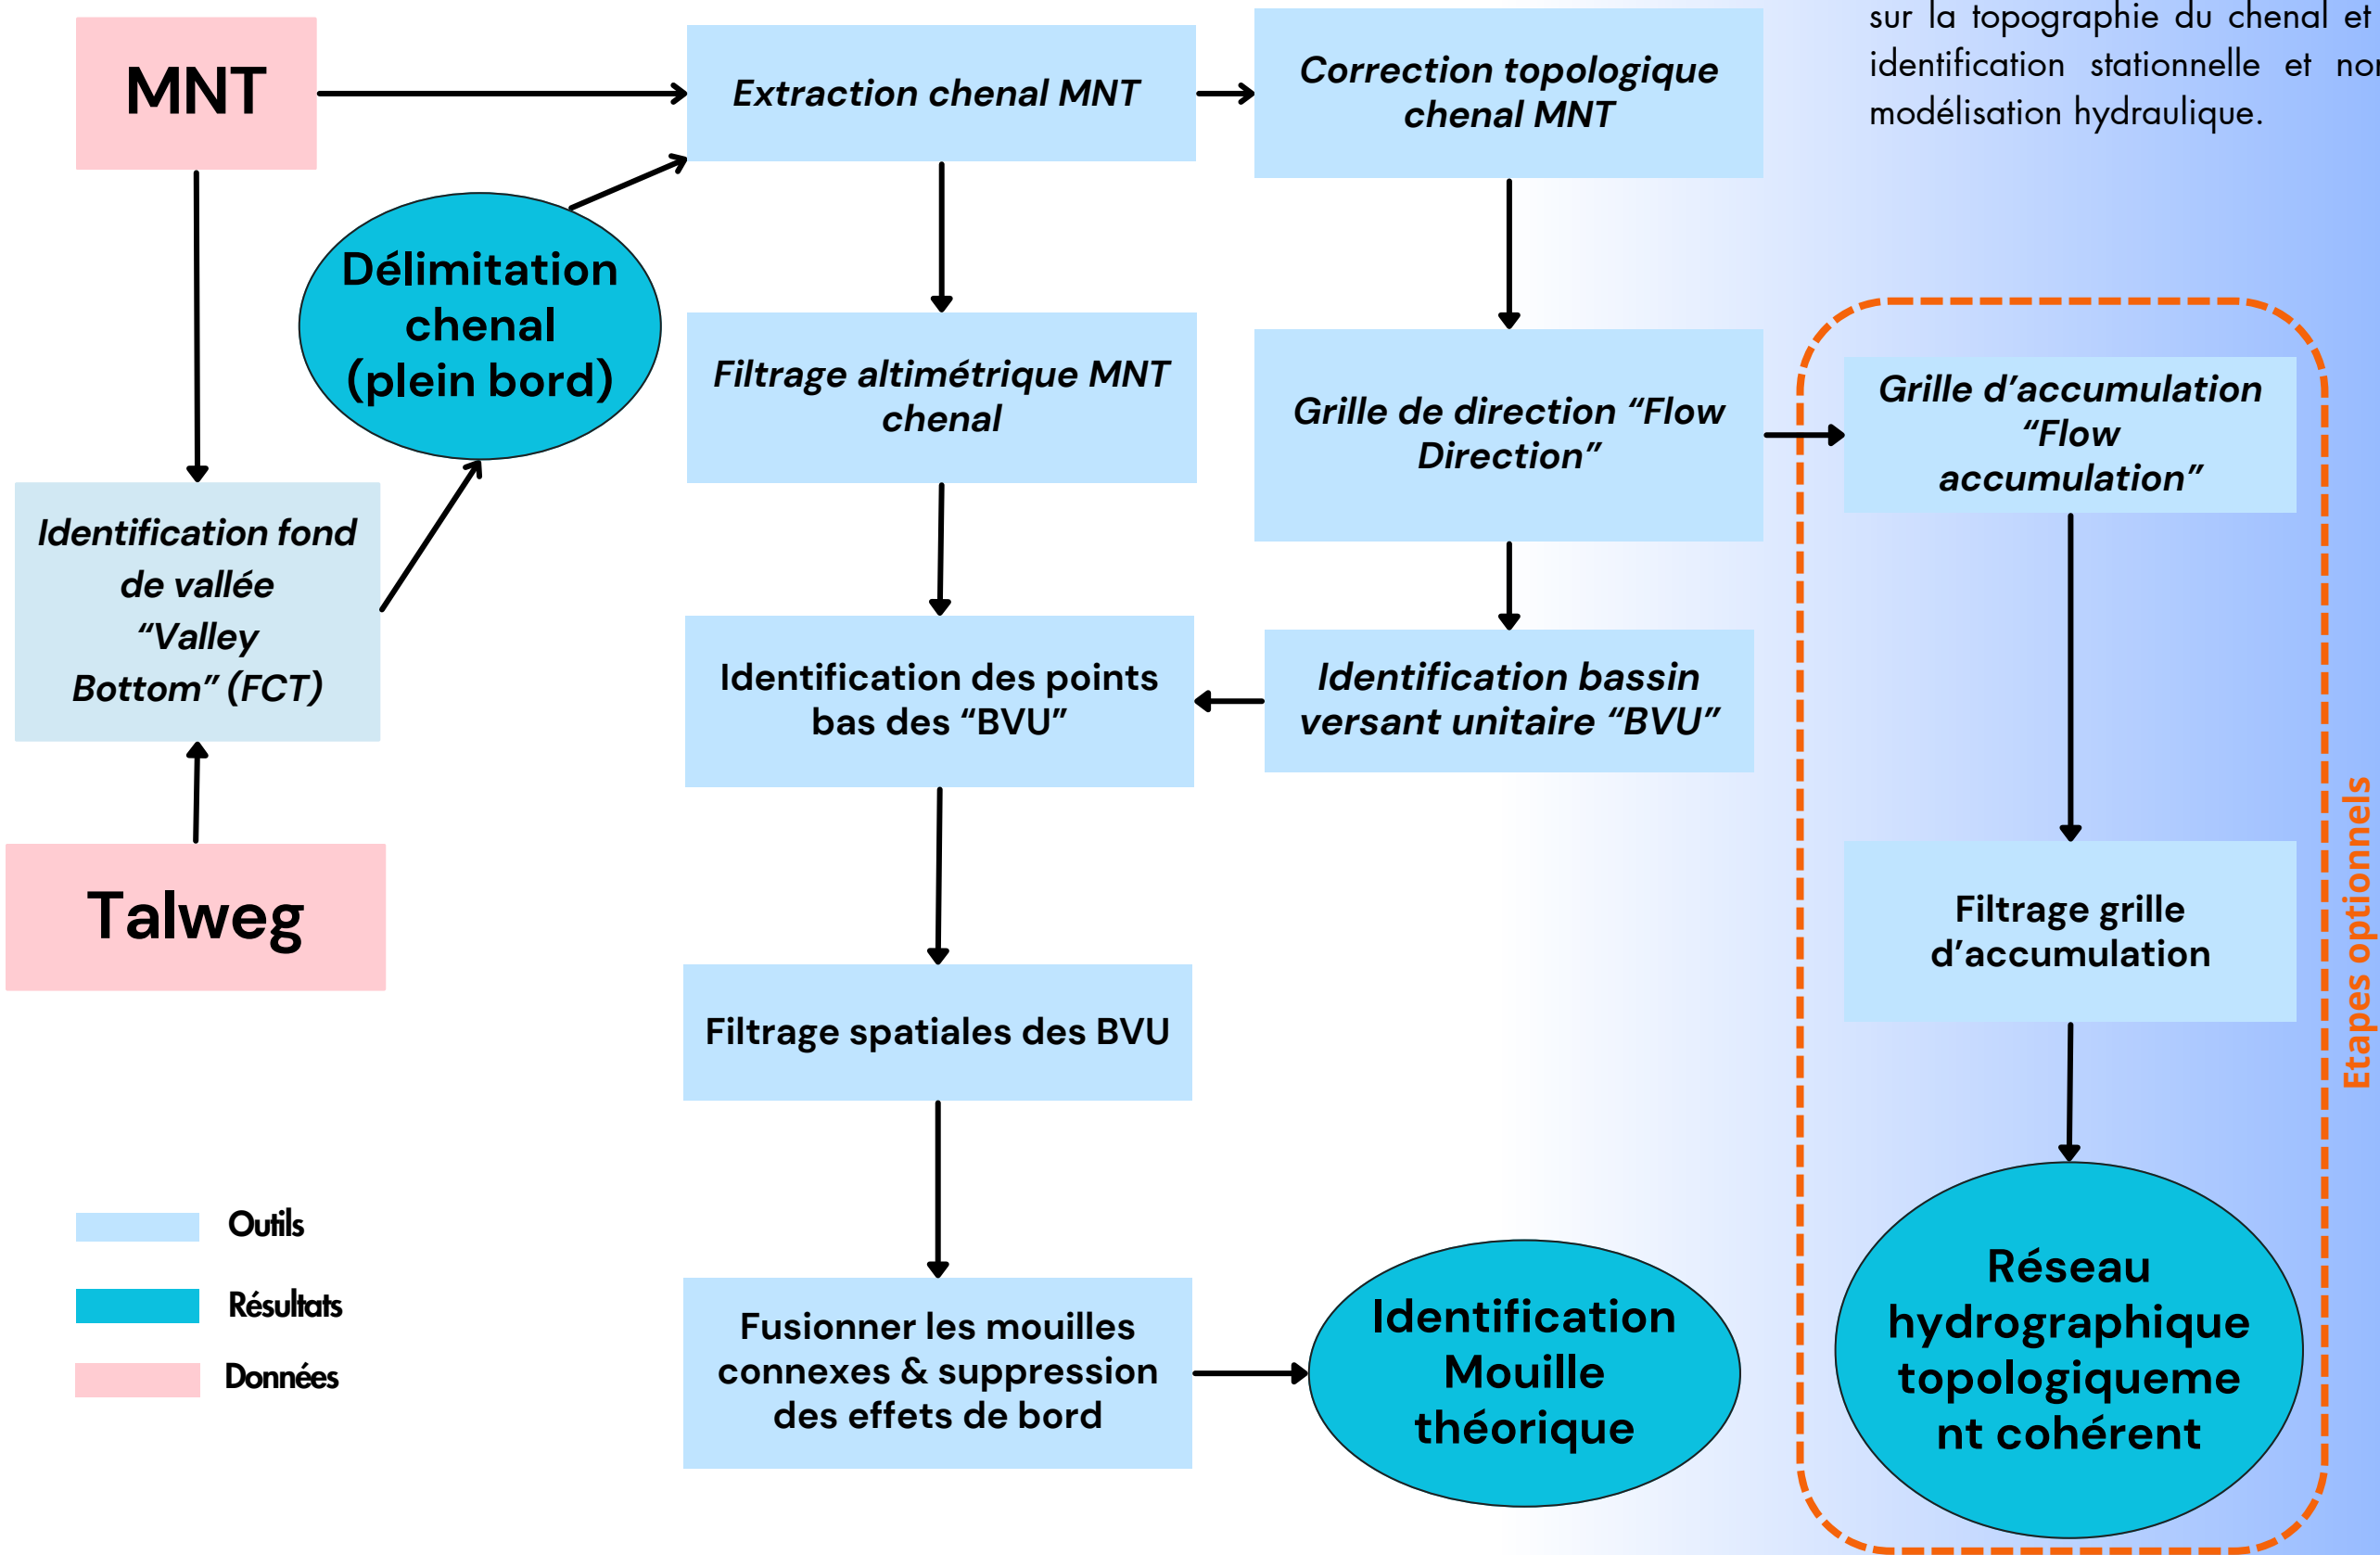 MNT
Extraction chenal MNT
Correction topologique
chenal MNT
sur la topographie du chenal et
identification stationnelle et
modélisation hydraulique.
Délimitation
chenal
(plein bord)
Filtrage altimétrique MNT
chenal
Grille de direction “Flow
Direction”
Grille d’accumulation
“Flow
accumulation”
Identification fond
de vallée
“Valley
Bottom” (FCT)
Identification des points
bas des “BVU”
Identification bassin
versant unitaire “BVU”
Talweg
Filtrage spatiales des BVU
Filtrage grille
d’accumulation
Etapes optionnels
Outils
Résultats
Données
Fusionner les mouilles
connexes & suppression
des effets de bord
Identification
Mouille
théorique
Réseau
hydrographique
topologiqueme
nt cohérent